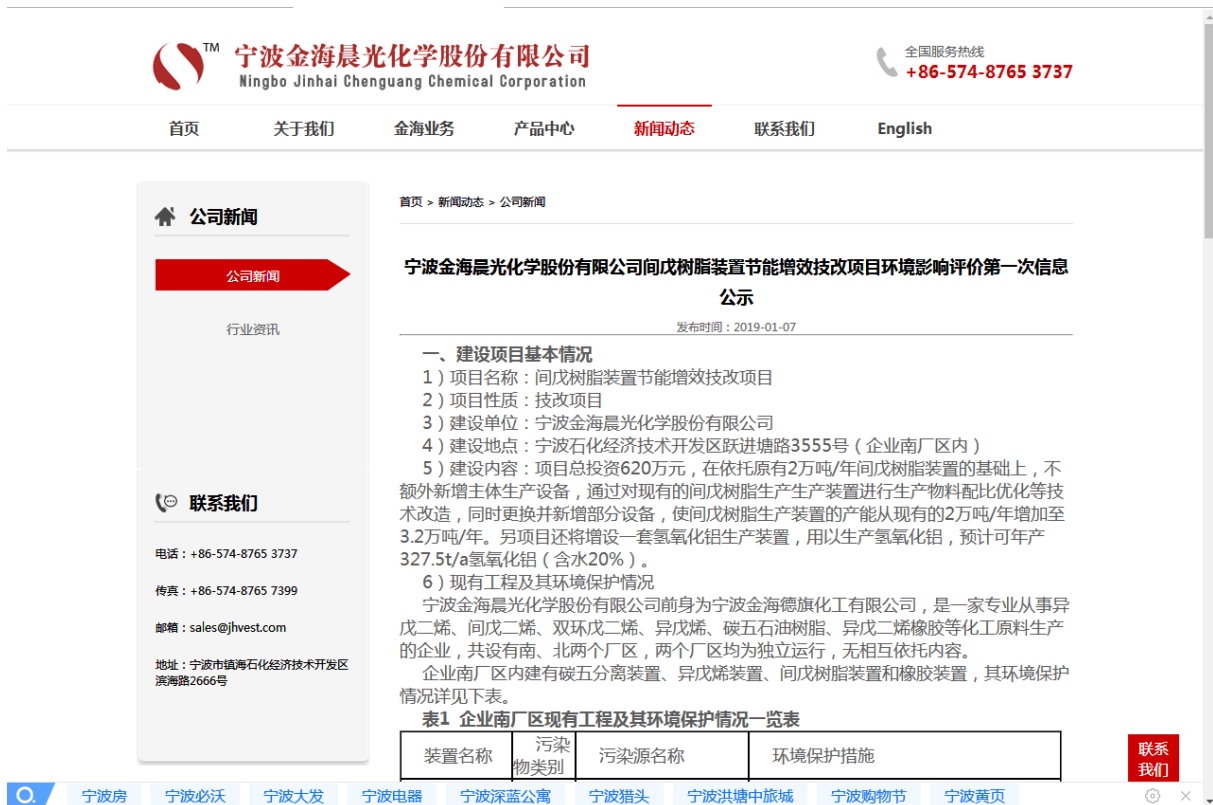 TM
宁波金海晨光化学股份有限公司
Ningbo Jinhai Chenguang Chemical Corporation
全国服务热线
+86-574-8765 3737
首页 关于我们 金海业务 产品中心 新闻动态 联系我们 English
公司新闻
公司新闻
行业资讯
联系我们
电话：+86-574-8765 3737
传真：+86-574-8765 7399
邮箱：sales@jhvest.com
地址：宁波市镇海石化经济技术开发区
滨海路2666号
首页 > 新闻动态 > 公司新闻
宁波金海晨光化学股份有限公司间戊树脂装置节能增效技改项目环境影响评价第一次信息
公示
发布时间：2019-01-07
一、建设项目基本情况
1）项目名称：间戊树脂装置节能增效技改项目
2）项目性质：技改项目
3）建设单位：宁波金海晨光化学股份有限公司
4）建设地点：宁波石化经济技术开发区跃进塘路3555号（企业南厂区内）
5）建设内容：项目总投资620万元，在依托原有2万吨/年间戊树脂装置的基础上，不
额外新增主体生产设备，通过对现有的间戊树脂生产生产装置进行生产物料配比优化等技
术改造，同时更换并新增部分设备，使间戊树脂生产装置的产能从现有的2万吨/年增加至
3.2万吨/年。另项目还将增设一套氢氧化铝生产装置，用以生产氢氧化铝，预计可年产
327.5t/a氢氧化铝（含水20%）。
6）现有工程及其环境保护情况
宁波金海晨光化学股份有限公司前身为宁波金海德旗化工有限公司，是一家专业从事异
戊二烯、间戊二烯、双环戊二烯、异戊烯、碳五石油树脂、异戊二烯橡胶等化工原料生产
的企业，共设有南、北两个厂区，两个厂区均为独立运行，无相互依托内容。
企业南厂区内建有碳五分离装置、异戊烯装置、间戊树脂装置和橡胶装置，其环境保护
情况详见下表。
表1 企业南厂区现有工程及其环境保护情况一览表
装置名称 污染 污染源名称 环境保护措施
物类别
联系
我们
宁波房 宁波必沃 宁波大发 宁波电器 宁波深蓝公寓 宁波猎头 宁波洪塘中旅城 宁波购物节 宁波黄页